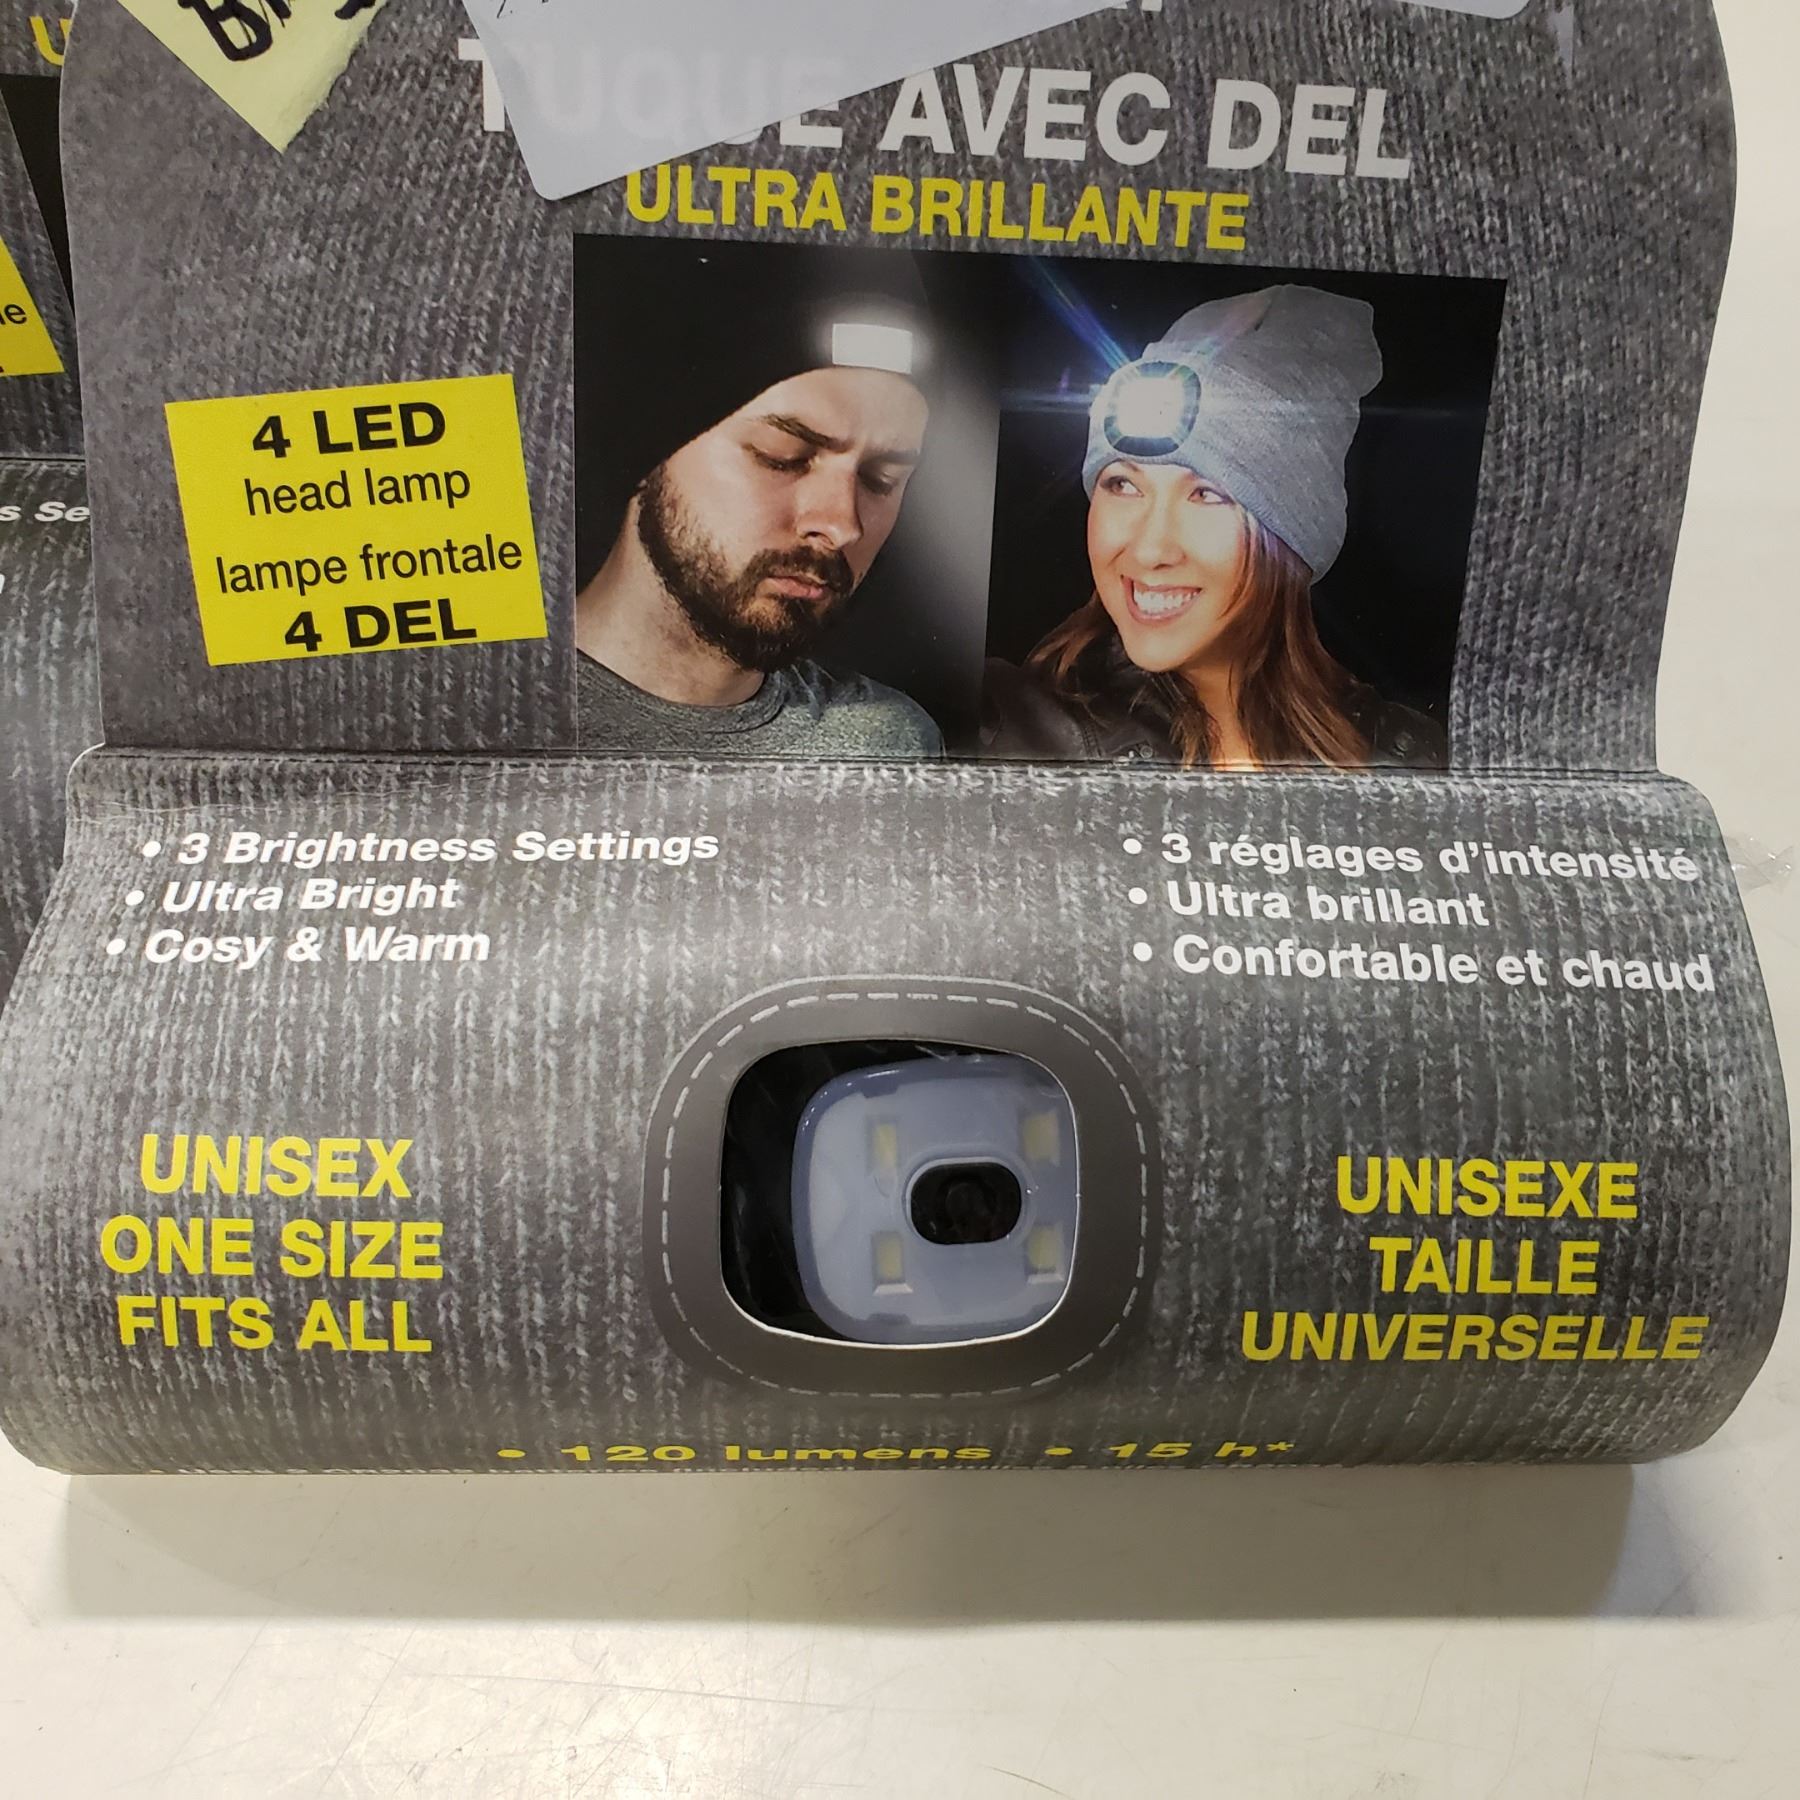 TUQUE AVEC DEL
ULTRA BRILLANTE
4 LED
head lamp
lampe frontale
4 DEL
• 3 Brightness Settings
• Ultra Bright
• Cosy & Warm
• 3 réglages d'intensité
• Ultra brillant
• Confortable et chaud
UNISEX
ONE SIZE
FITS ALL
UNISEXE
TAILLE
UNIVERSELLE
• 120 lumens • 15 h*